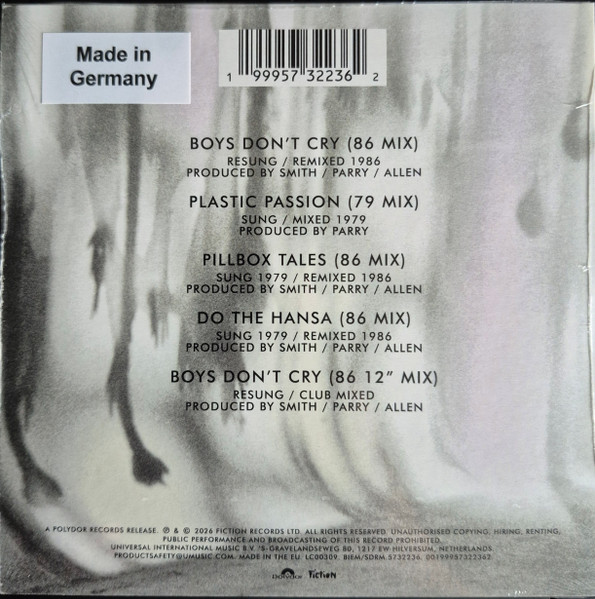 Made in
Germany
1 99957 32236 2
BOYS DON'T CRY (86 MIX)
RESUNG / REMIXED 1986
PRODUCED BY SMITH / PARRY / ALLEN
PLASTIC PASSION (79 MIX)
SUNG / MIXED 1979
PRODUCED BY PARRY
PILLBOX TALES (86 MIX)
SUNG 1979 / REMIXED 1986
PRODUCED BY SMITH / PARRY / ALLEN
DO THE HANSA (86 MIX)
SUNG 1979 / REMIXED 1986
PRODUCED BY SMITH / PARRY / ALLEN
BOYS DON'T CRY (86 12" MIX)
RESUNG / CLUB MIXED
PRODUCED BY SMITH / PARRY / ALLEN
A POLYDOR RECORDS RELEASE. ℗ & © 2026 FICTION RECORDS LTD. ALL RIGHTS RESERVED. UNAUTHORISED COPYING, HIRING, RENTING,
PUBLIC PERFORMANCE AND BROADCASTING OF THIS RECORD PROHIBITED.
UNIVERSAL INTERNATIONAL MUSIC B.V. 'S-GRAVELANDSEWEG 80, 1217 EW HILVERSUM, NETHERLANDS.
PRODUCTSAFETY@UMUSIC.COM. MADE IN THE EU. LC00309. BIEM/SDRM. 5732236. 00199957322362
POLYDOR FICTION